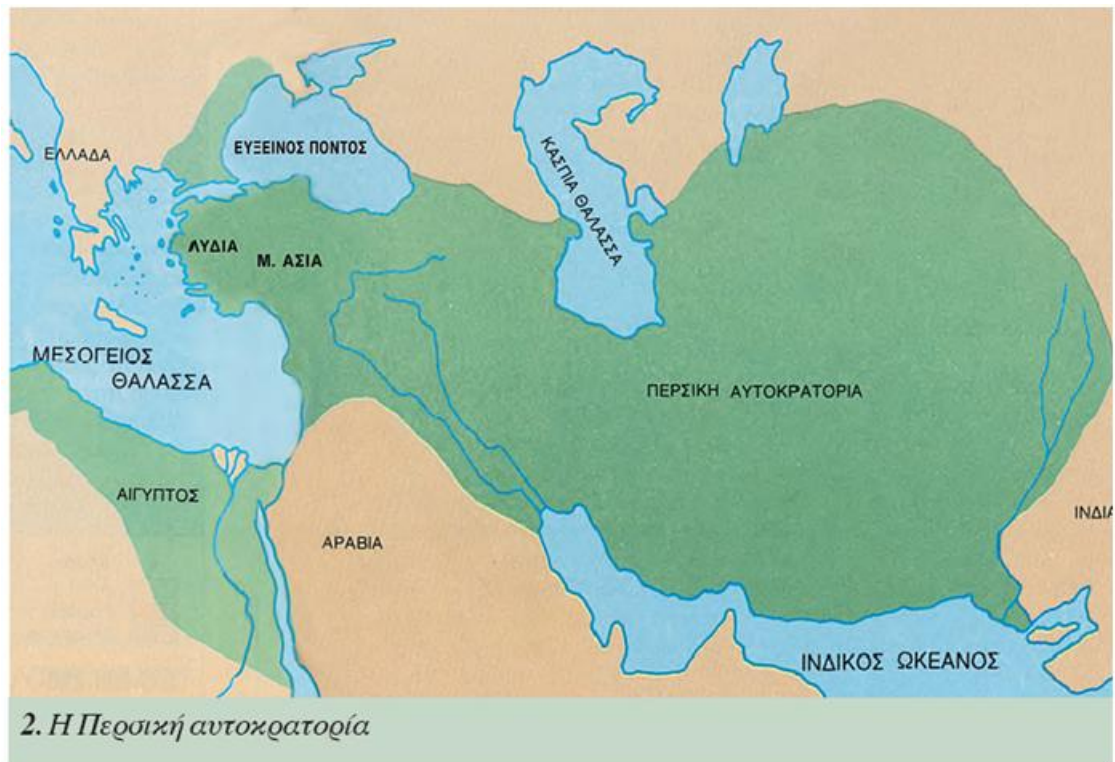 ΕΛΛΑΔΑ
ΕΥΞΕΙΝΟΣ ΠΟΝΤΟΣ
ΚΑΣΠΙΑ ΘΑΛΑΣΣΑ
ΛΥΔΙΑ
Μ. ΑΣΙΑ
ΜΕΣΟΓΕΙΟΣ
ΘΑΛΑΣΣΑ
ΠΕΡΣΙΚΗ ΑΥΤΟΚΡΑΤΟΡΙΑ
ΑΙΓΥΠΤΟΣ
ΑΡΑΒΙΑ
ΙΝΔΙΑ
ΙΝΔΙΚΟΣ ΩΚΕΑΝΟΣ
2. Η Περσική αυτοκρατορία